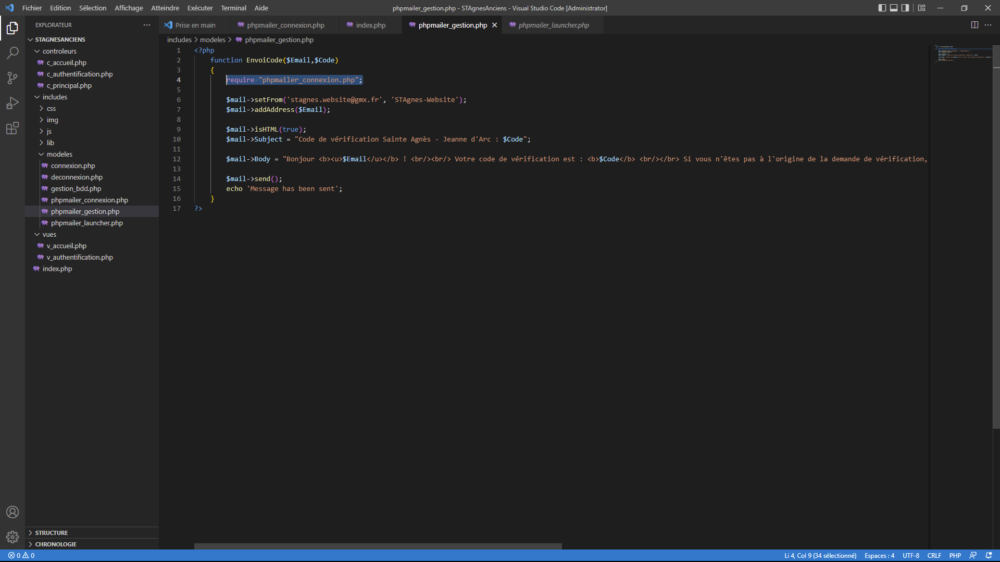 Fichier Edition Sélection Affichage Atteindre Exécuter Terminal Aide
phpmailer_gestion.php - STAgnesAnciens - Visual Studio Code [Administrator]
EXPLORATEUR
Prise en main phpmailer_connexion.php index.php phpmailer_gestion.php phpmailer_launcher.php
STAGNESANCIENS
controleurs
c_accueil.php
c_authentification.php
c_principal.php
includes
css
img
js
lib
modeles
connexion.php
deconnexion.php
gestion_bdd.php
phpmailer_connexion.php
phpmailer_gestion.php
phpmailer_launcher.php
vues
v_accueil.php
v_authentification.php
index.php
STRUCTURE
CHRONOLOGIE
includes > modeles > phpmailer_gestion.php
1 <?php
2 function EnvoiCode($Email,$Code)
3 {
4 require "phpmailer_connexion.php";
5
6 $mail->setFrom('stagnes.website@gmx.fr', 'STAgnes-Website');
7 $mail->addAddress($Email);
8
9 $mail->isHTML(true);
10 $mail->Subject = "Code de vérification Sainte Agnès - Jeanne d'Arc : $Code";
11
12 $mail->Body = "Bonjour <b><u>$Email</u></b> ! <br/><br/> Votre code de vérification est : <b>$Code</b> <br/></br> Si vous n'êtes pas à l'origine de la demande de vérification,
13
14 $mail->send();
15 echo 'Message has been sent';
16 }
17 ?>
0 0
Li 4, Col 9 (34 sélectionné) Espaces : 4 UTF-8 CRLF PHP